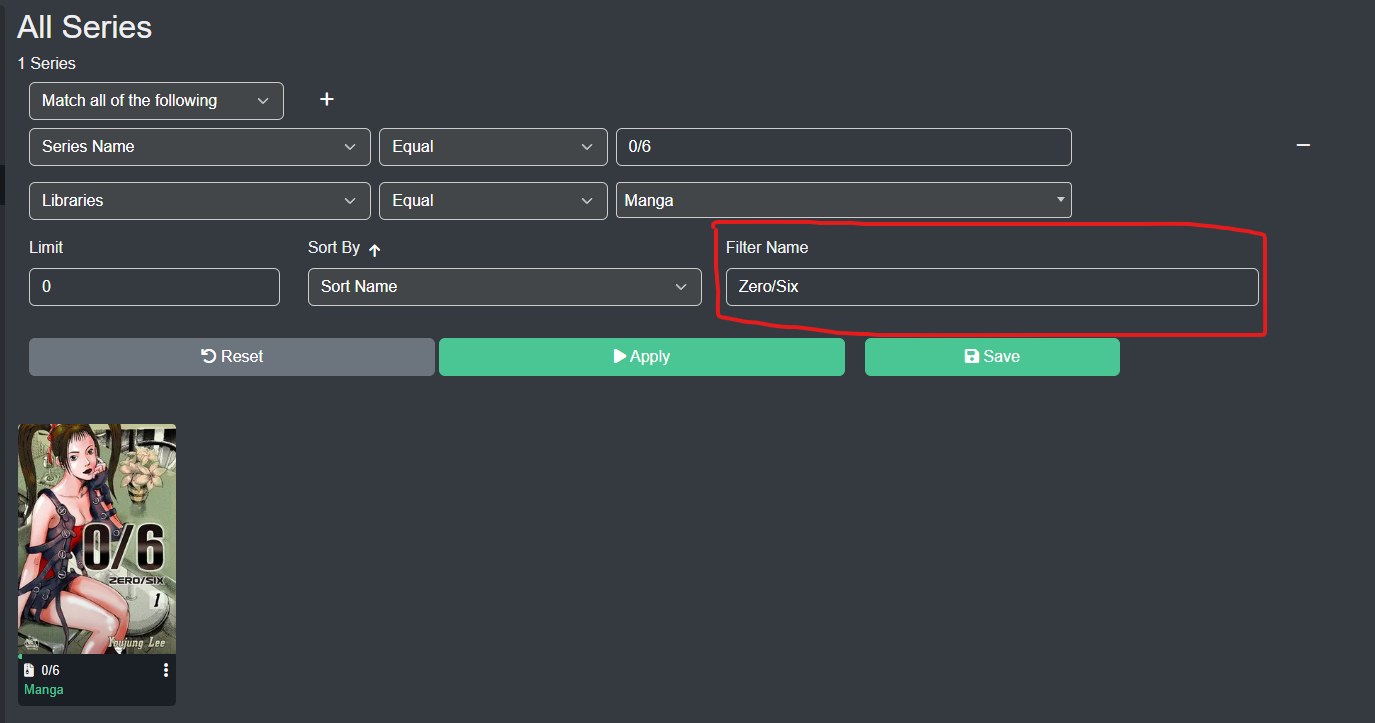 All Series
1 Series
Match all of the following +
Series Name Equal 0/6
Libraries Equal Manga
Limit Sort By Filter Name
0 Sort Name Zero/Six
Reset Apply Save
0/6
ZERO/SIX
1
Youjung Lee
0/6
Manga